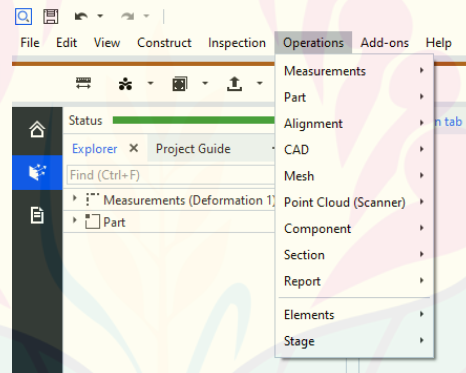 File Edit View Construct Inspection Operations Add-ons Help
Measurements
Part
Alignment
CAD
Mesh
Point Cloud (Scanner)
Component
Section
Report
Elements
Stage
Status
n tab
Explorer Project Guide
Find (Ctrl+F)
Measurements (Deformation 1)
Part